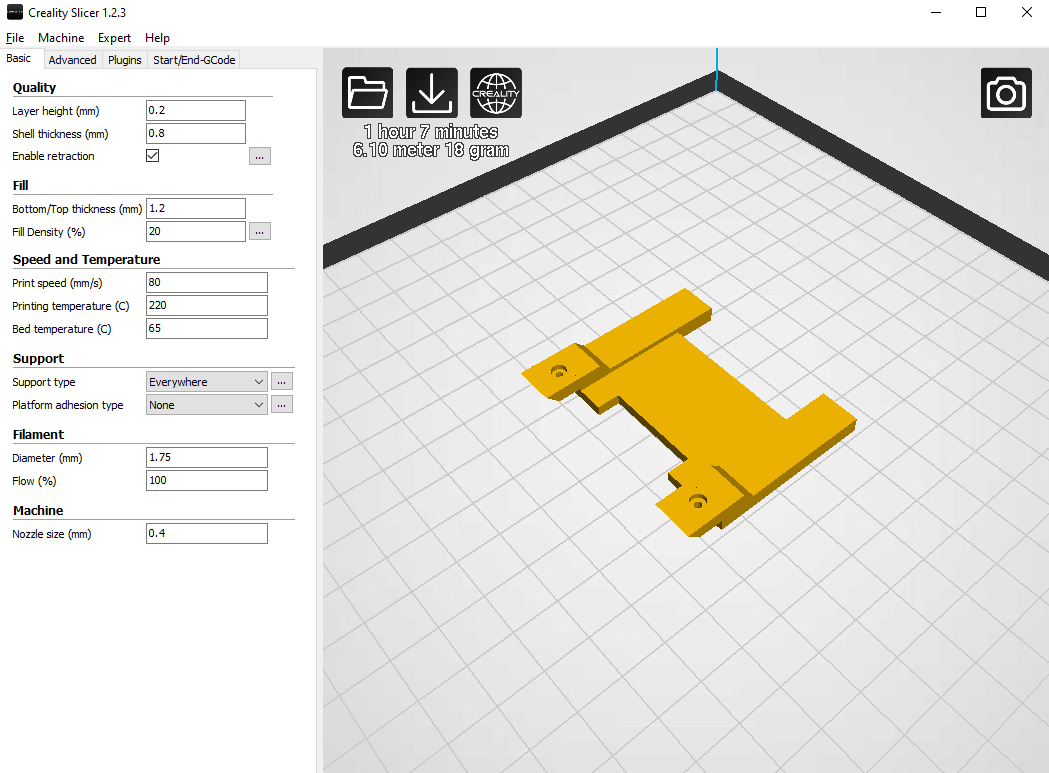 Creality Slicer 1.2.3
File Machine Expert Help
Basic Advanced Plugins Start/End-GCode
Quality
Layer height (mm) 0.2
Shell thickness (mm) 0.8
Enable retraction ...
Fill
Bottom/Top thickness (mm) 1.2
Fill Density (%) 20 ...
Speed and Temperature
Print speed (mm/s) 80
Printing temperature (C) 220
Bed temperature (C) 65
Support
Support type Everywhere ...
Platform adhesion type None ...
Filament
Diameter (mm) 1.75
Flow (%) 100
Machine
Nozzle size (mm) 0.4
CREALITY
1 hour 7 minutes
6.10 meter 18 gram